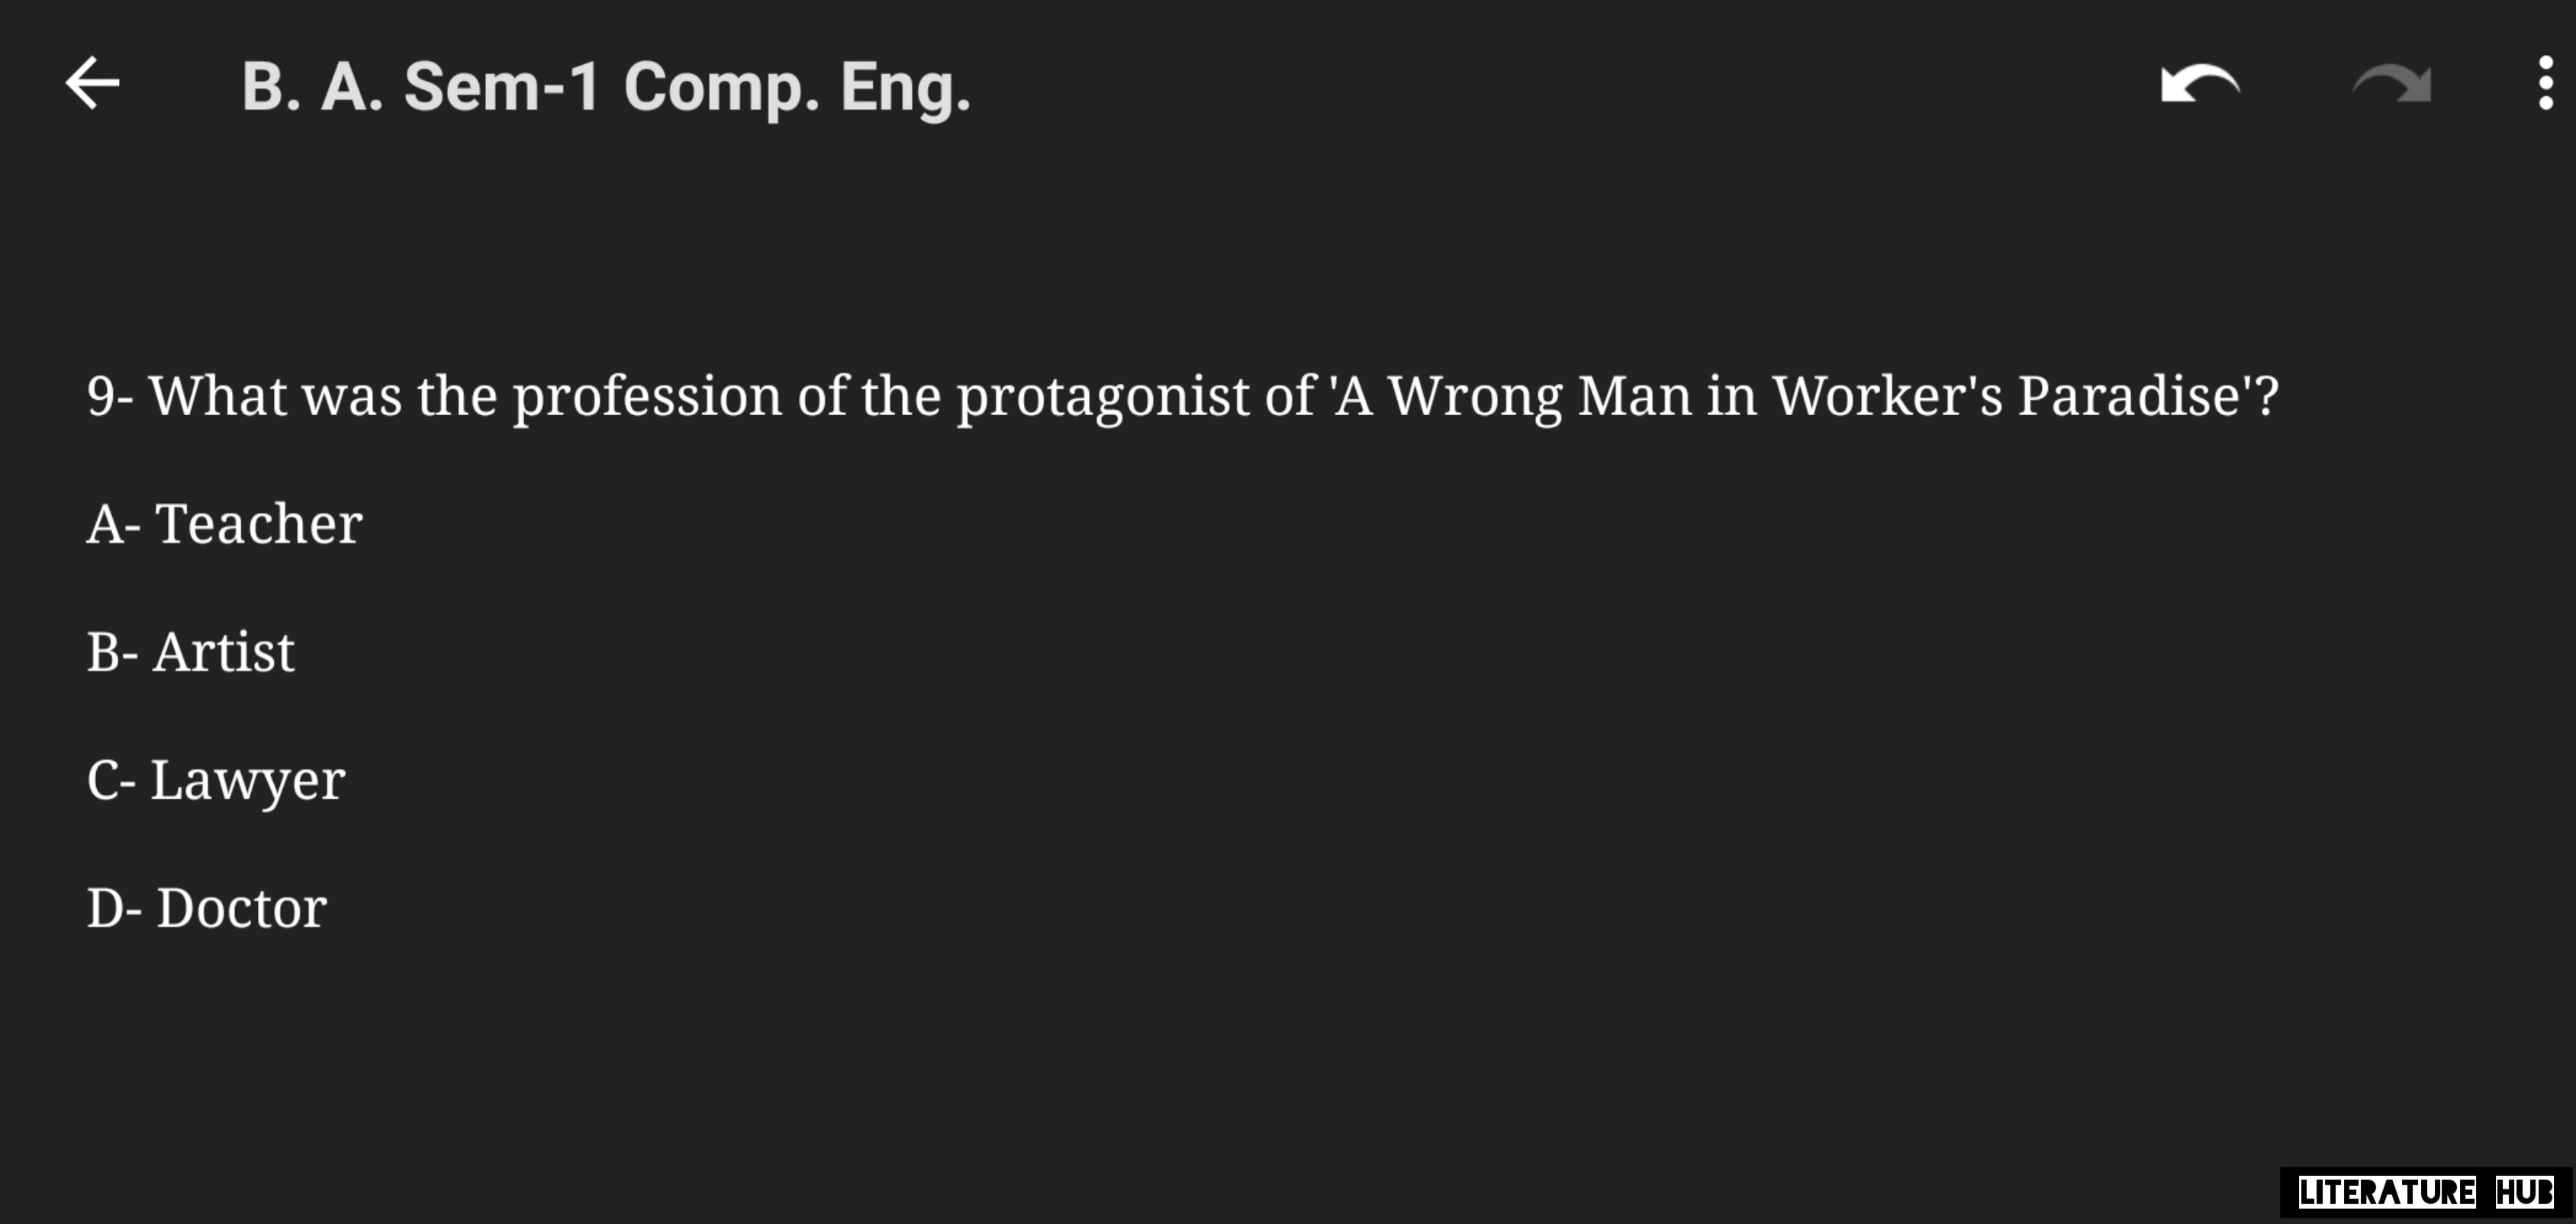 B. A. Sem-1 Comp. Eng.
9- What was the profession of the protagonist of 'A Wrong Man in Worker's Paradise'?
A- Teacher
B- Artist
C- Lawyer
D- Doctor
LITERATURE HUB